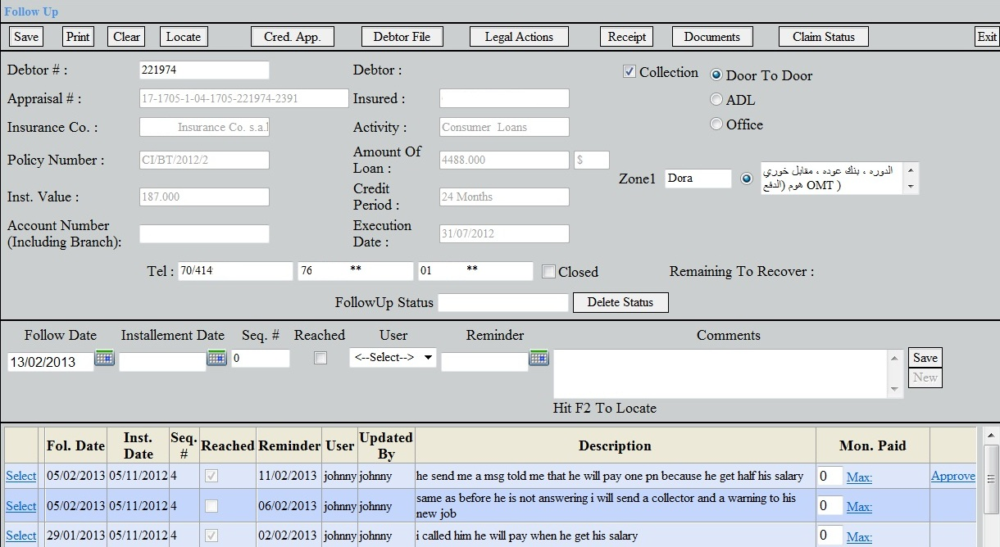 Follow Up
Save Print Clear Locate Cred. App. Debtor File Legal Actions Receipt Documents Claim Status Exit
Debtor # : 221974 Debtor : Collection Door To Door
Appraisal # : 17-1705-1-04-1705-221974-2391 Insured : ADL
Insurance Co. : Insurance Co. s.a.l Activity : Consumer Loans Office
Policy Number : CI/BT/2012/2 Amount Of Loan : 4488.000 $
Zone1 Dora الدوره ، بنك عوده ، مقابل خوري
هوم (الدفع OMT )
Inst. Value : 187.000 Credit Period : 24 Months
Account Number (Including Branch): Execution Date : 31/07/2012
Tel : 70/414 76 ** 01 ** Closed Remaining To Recover :
FollowUp Status Delete Status
Follow Date Installement Date Seq. # Reached User Reminder Comments
13/02/2013 0 <--Select--> Save
New
Hit F2 To Locate
Fol. Date Inst. Date Seq. # Reached Reminder User Updated By Description Mon. Paid
Select 05/02/2013 05/11/2012 4 11/02/2013 johnny johnny he send me a msg told me that he will pay one pn because he get half his salary 0 Max: Approve
Select 05/02/2013 05/11/2012 4 06/02/2013 johnny johnny same as before he is not answering i will send a collector and a warning to his new job 0 Max:
Select 29/01/2013 05/11/2012 4 02/02/2013 johnny johnny i called him he will pay when he get his salary 0 Max: